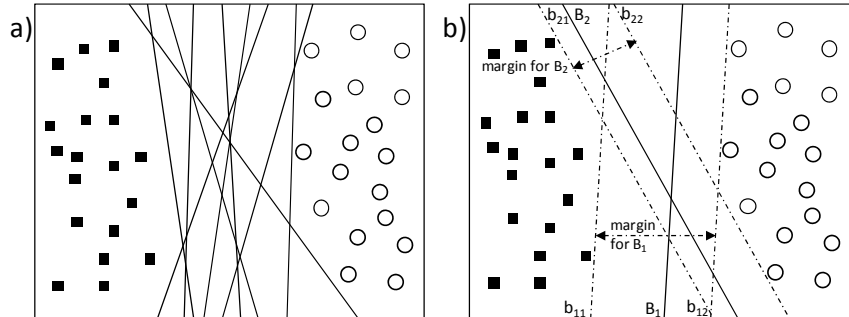 a)
b)
b21 B2 b22
margin for B2
margin
for B1
b11 B1 b12